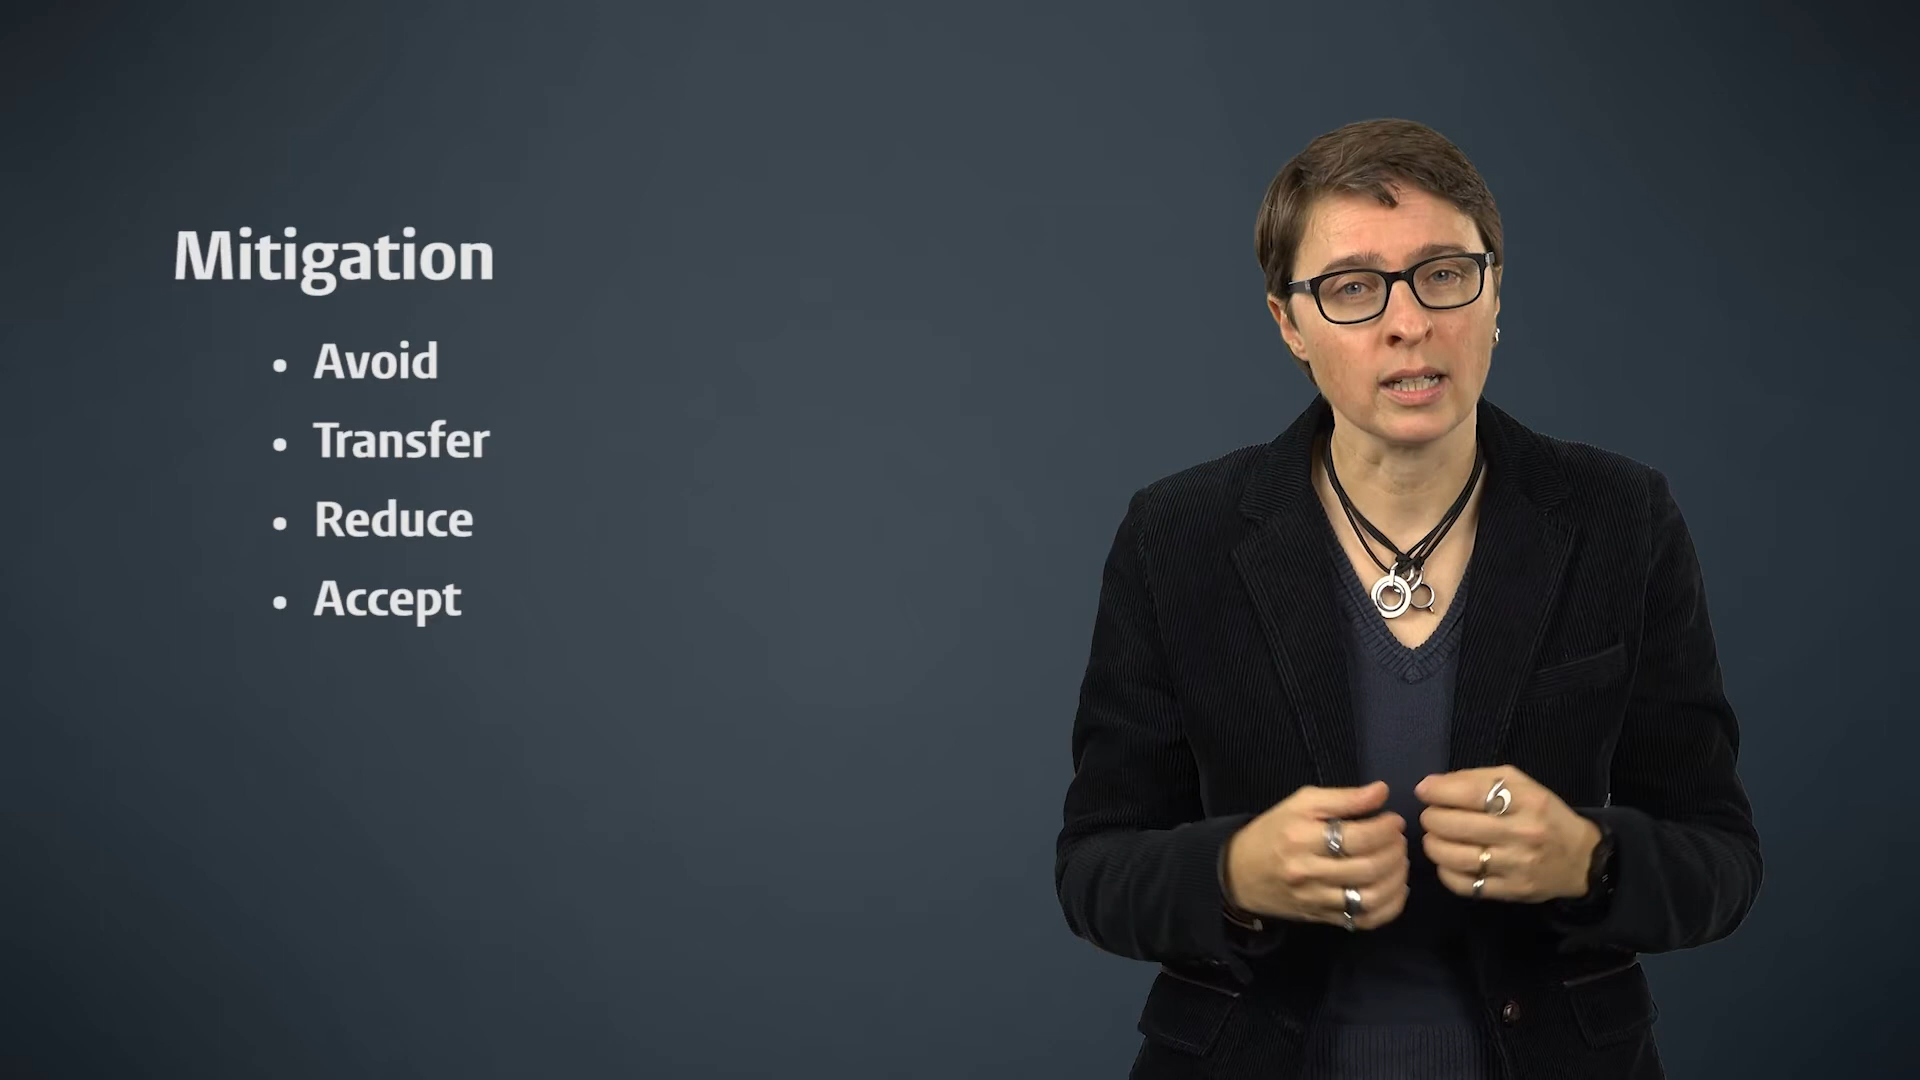 Mitigation
• Avoid
• Transfer
• Reduce
• Accept